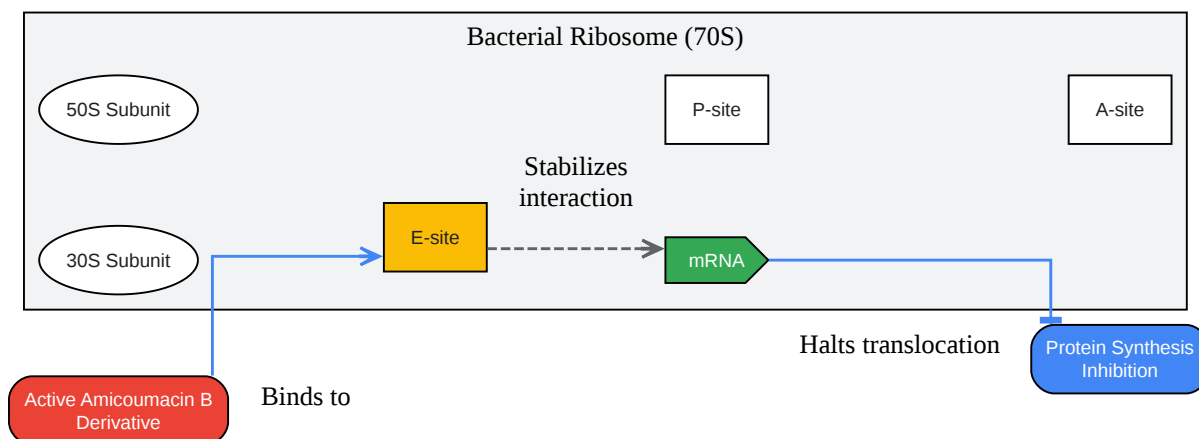 Bacterial Ribosome (70S)
50S Subunit
P-site
A-site
Stabilizes
interaction
E-site
30S Subunit
mRNA
Halts translocation
Protein Synthesis
Inhibition
Active Amicoumacin B
Derivative
Binds to